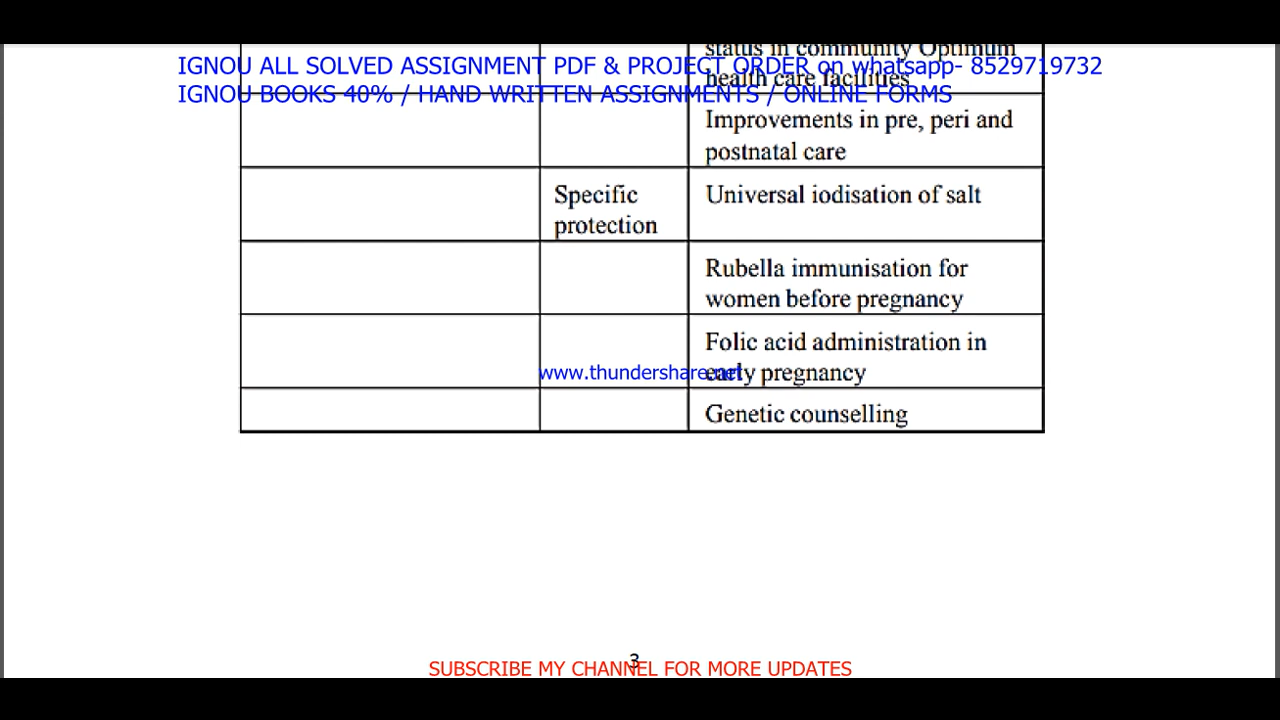 status in community Optimum
IGNOU ALL SOLVED ASSIGNMENT PDF & PROJECT ORDER on whatsapp- 8529719732
health care facilities
IGNOU BOOKS 40% / HAND WRITTEN ASSIGNMENTS / ONLINE FORMS
Improvements in pre, peri and
postnatal care
Specific
protection
Universal iodisation of salt
Rubella immunisation for
women before pregnancy
Folic acid administration in
early pregnancy
www.thundershare.net
Genetic counselling
3
SUBSCRIBE MY CHANNEL FOR MORE UPDATES